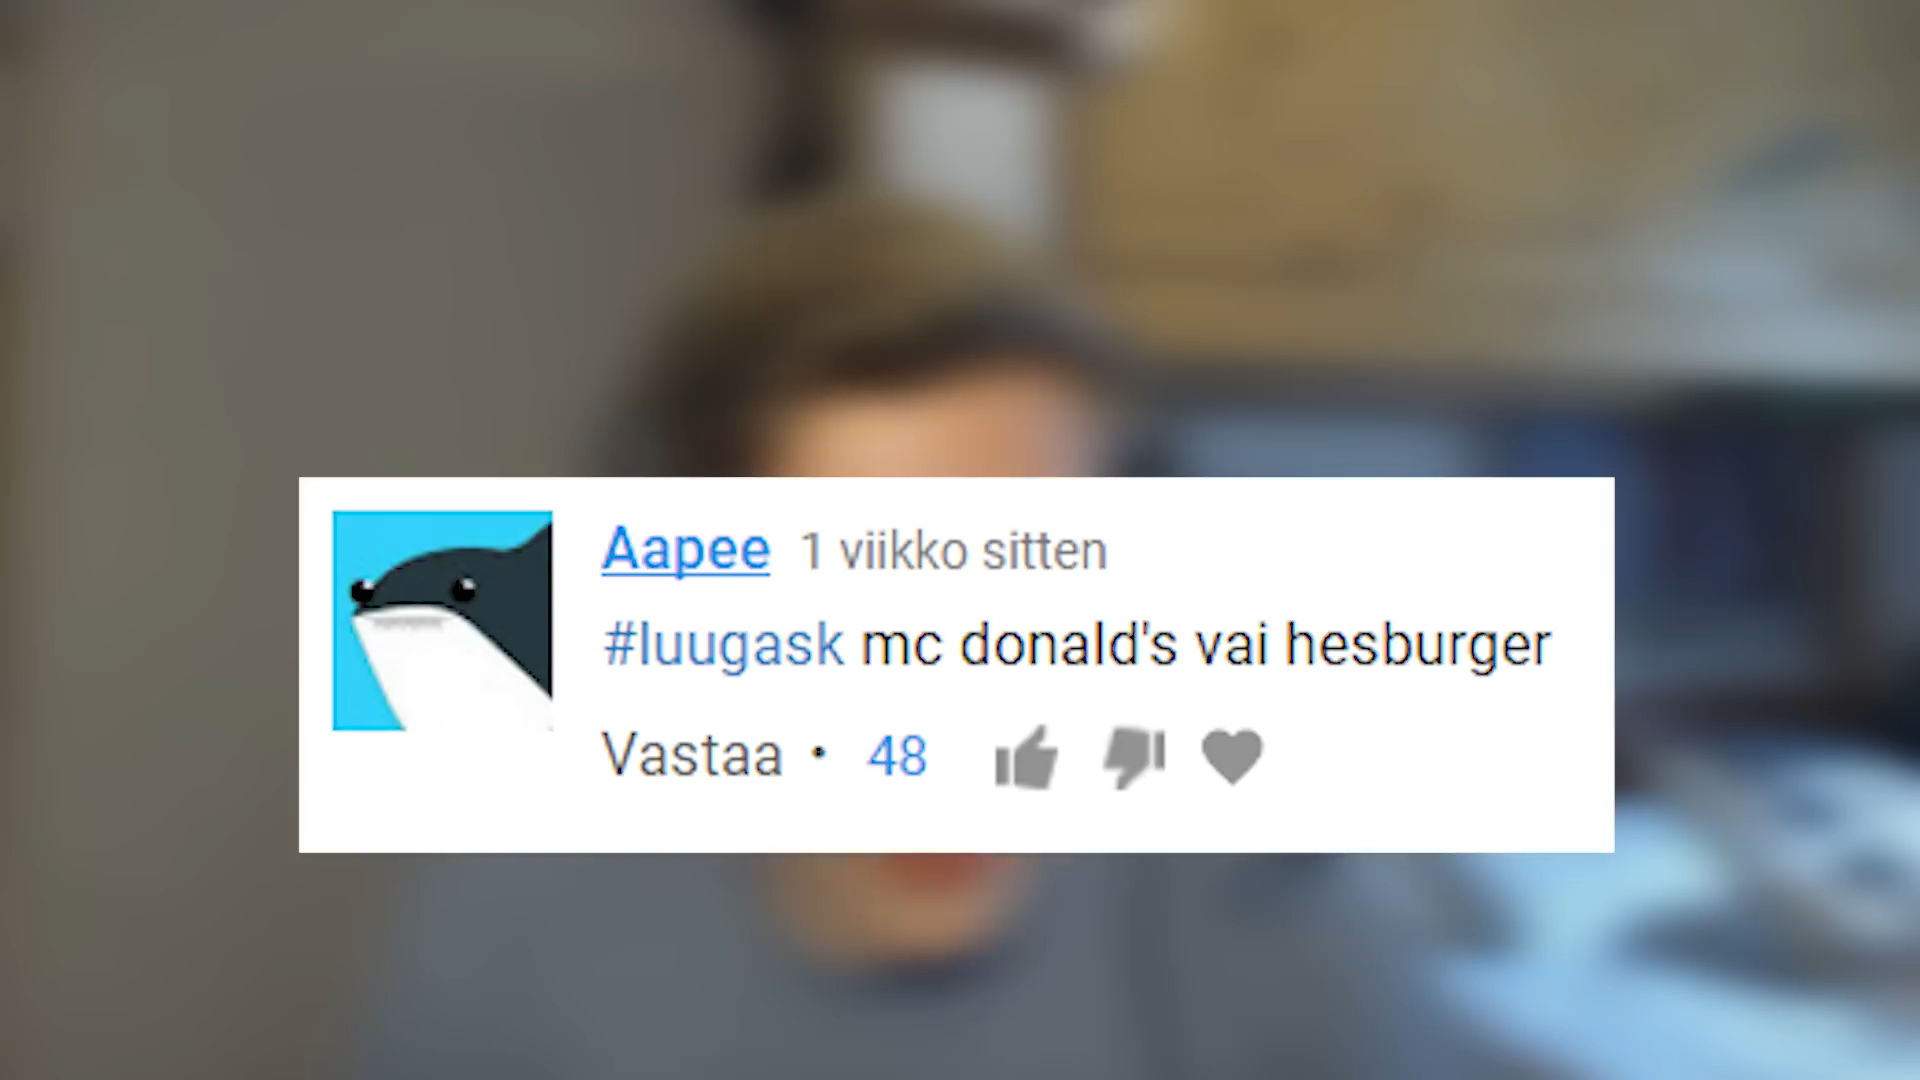 Aapee 1 viikko sitten
#luugask mc donald's vai hesburger
Vastaa • 48